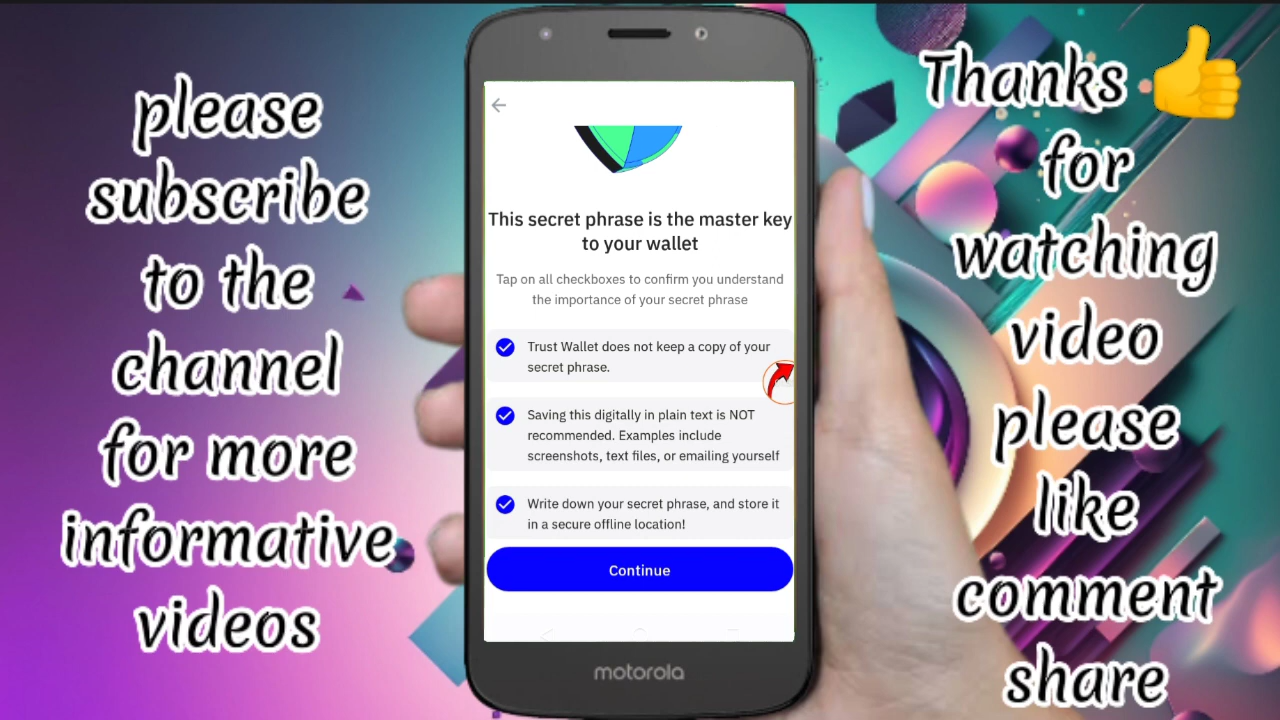 please
subscribe
to the
channel
for more
informative
videos
This secret phrase is the master key
to your wallet
Tap on all checkboxes to confirm you understand
the importance of your secret phrase
Trust Wallet does not keep a copy of your
secret phrase.
Saving this digitally in plain text is NOT
recommended. Examples include
screenshots, text files, or emailing yourself
Write down your secret phrase, and store it
in a secure offline location!
Continue
motorola
Thanks 👍
for
watching
video
please
like
comment
share